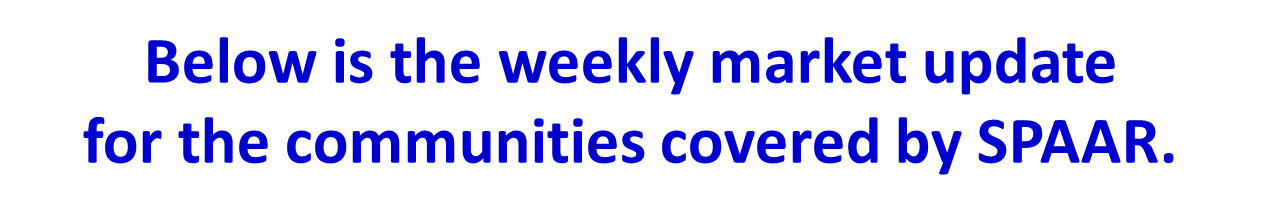 Below is the weekly market update
for the communities covered by SPAAR.